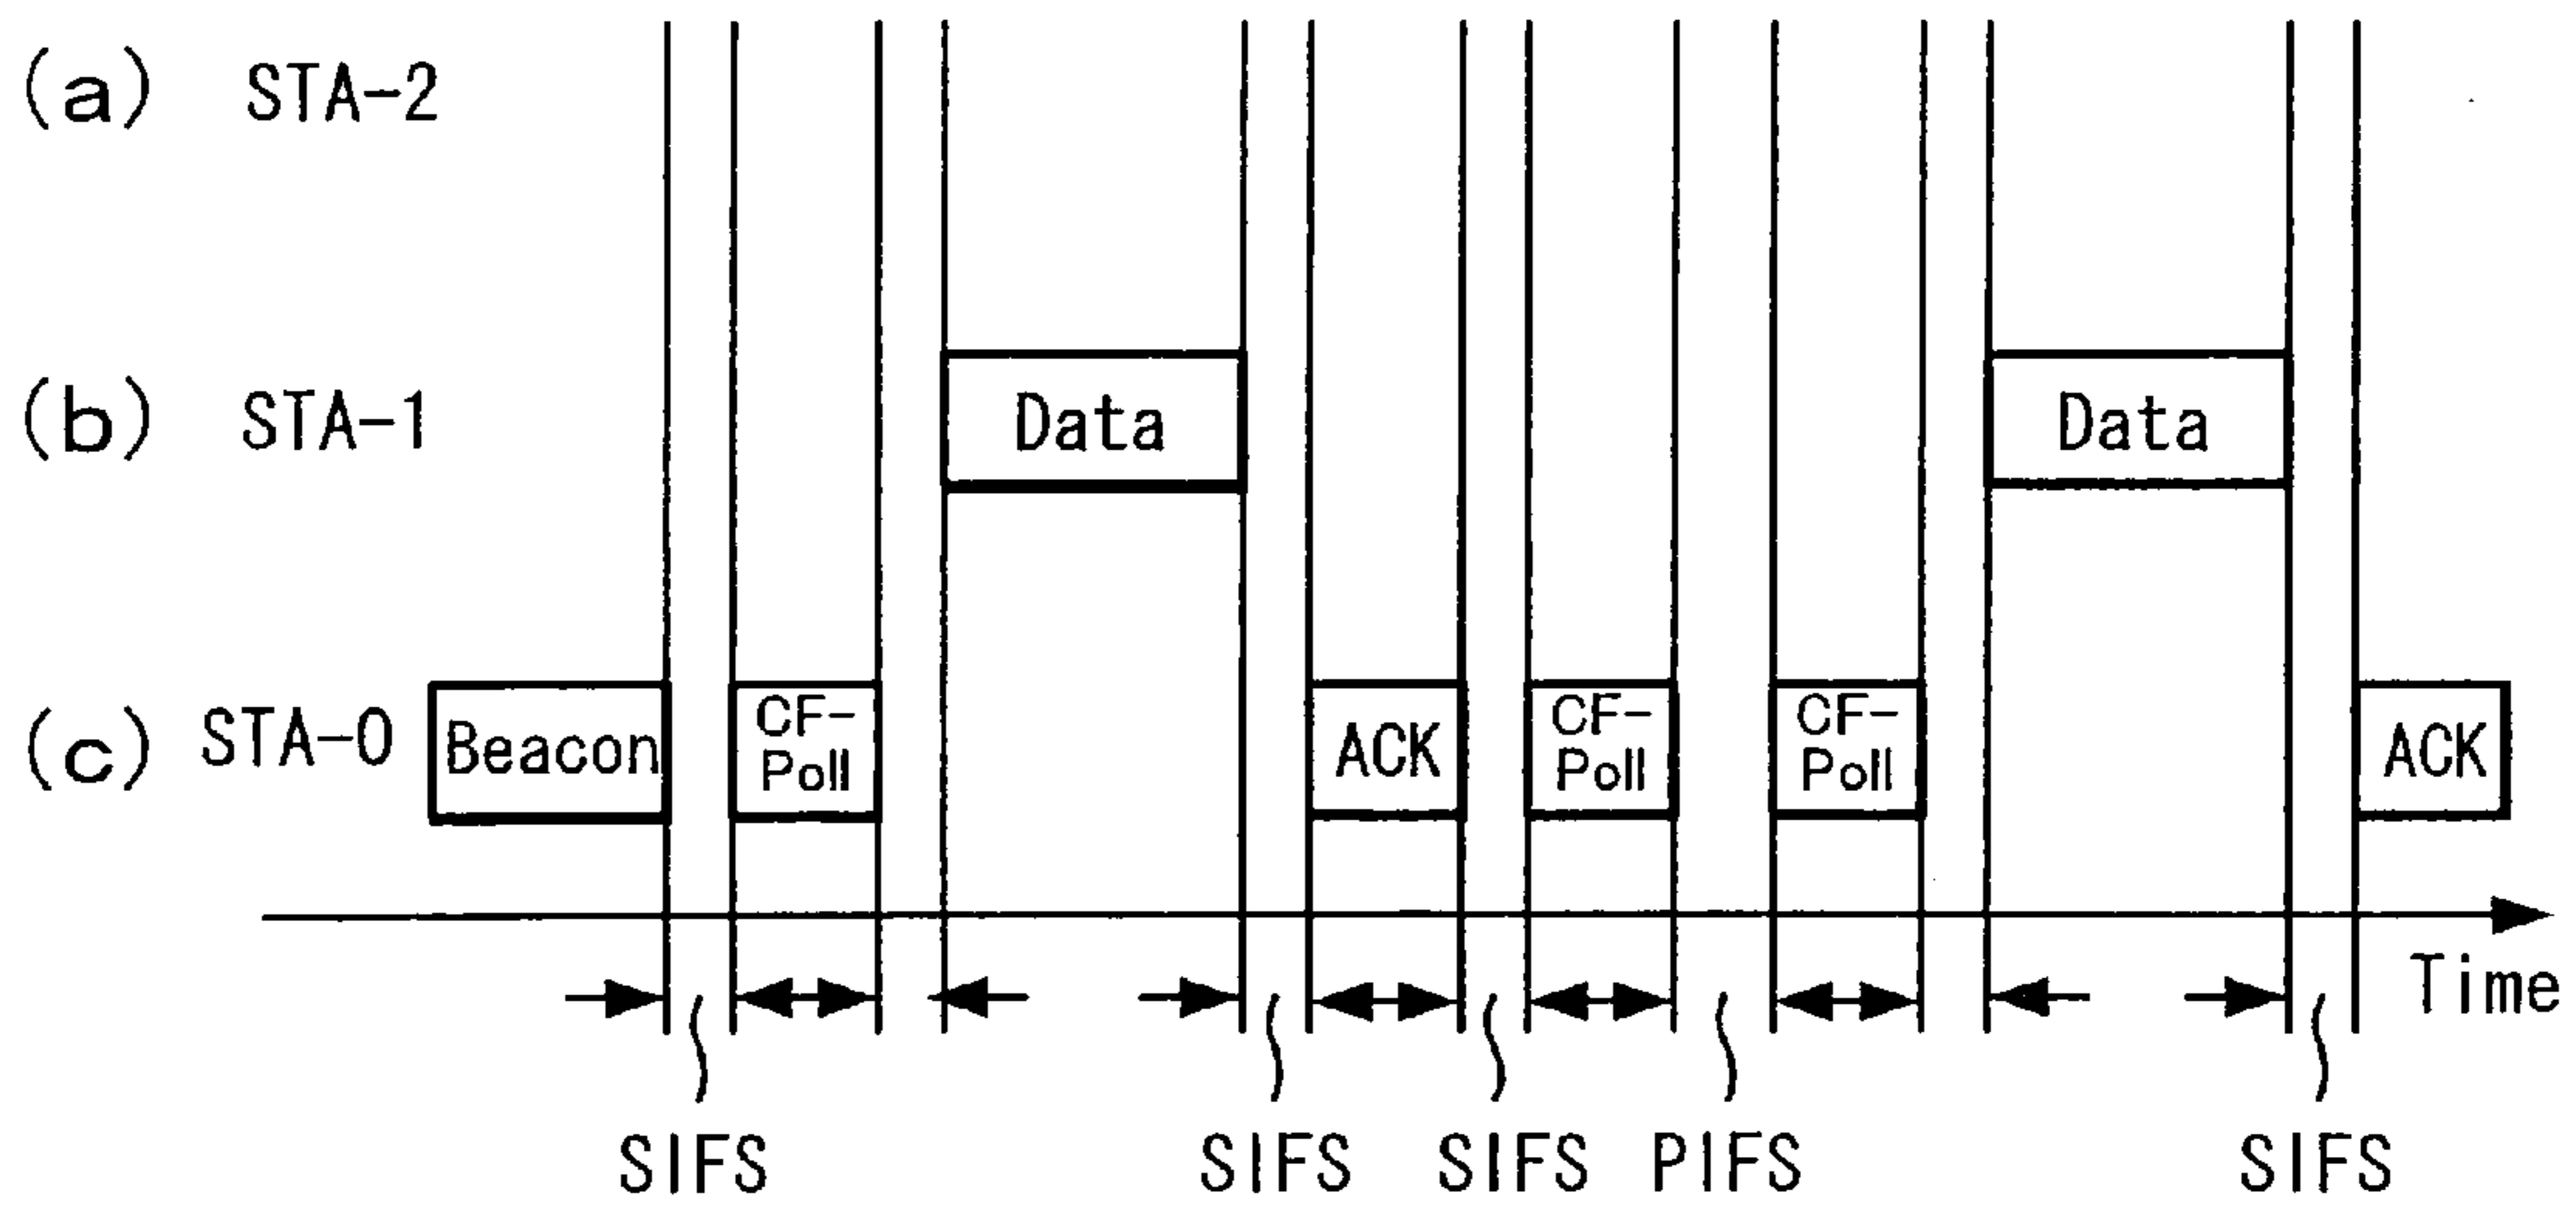 (a) STA-2
(b) STA-1 Data Data
(c) STA-0 Beacon CF-Poll ACK CF-Poll CF-Poll ACK
Time
SIFS SIFS SIFS PIFS SIFS